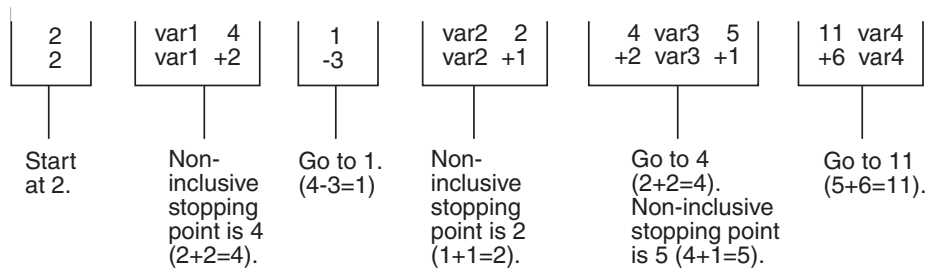 2 var1 4 1 var2 2 4 var3 5 11 var4
2 var1 +2 -3 var2 +1 +2 var3 +1 +6 var4
Start
at 2.
Non-
inclusive
stopping
point is 4
(2+2=4).
Go to 1.
(4-3=1)
Non-
inclusive
stopping
point is 2
(1+1=2).
Go to 4
(2+2=4).
Non-inclusive
stopping point
is 5 (4+1=5).
Go to 11
(5+6=11).